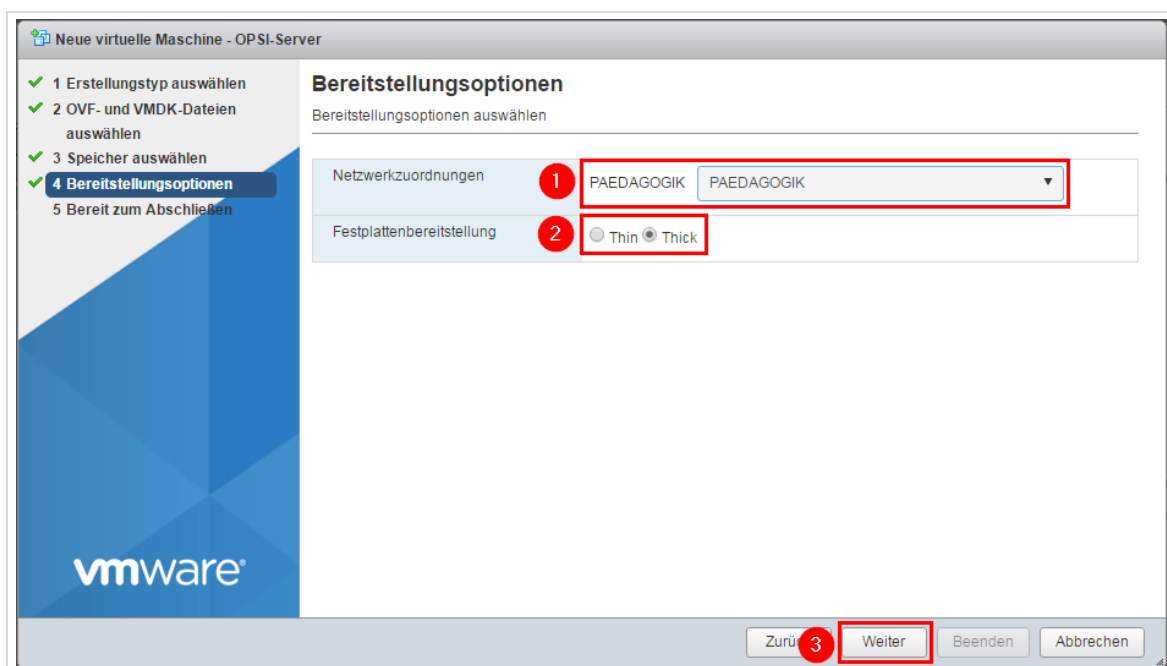 Neue virtuelle Maschine - OPSI-Server
1 Erstellungstyp auswählen
2 OVF- und VMDK-Dateien
auswählen
3 Speicher auswählen
4 Bereitstellungsoptionen
5 Bereit zum Abschließen
Bereitstellungsoptionen
Bereitstellungsoptionen auswählen
Netzwerkzuordnungen 1 PAEDAGOGIK PAEDAGOGIK
Festplattenbereitstellung 2 Thin Thick
vmware®
3 Weiter Beenden Abbrechen